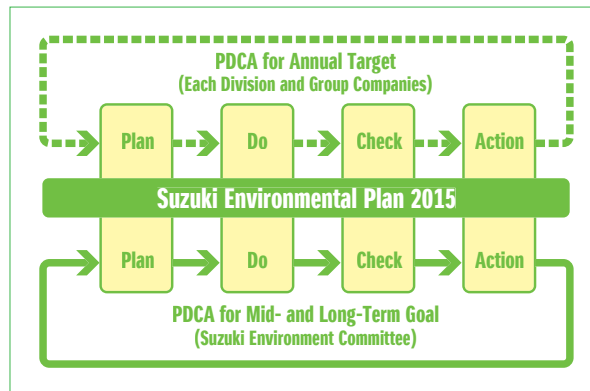 PDCA for Annual Target
(Each Division and Group Companies)
Plan
Do
Check
Action
Suzuki Environmental Plan 2015
Plan
Do
Check
Action
PDCA for Mid- and Long-Term Goal
(Suzuki Environment Committee)